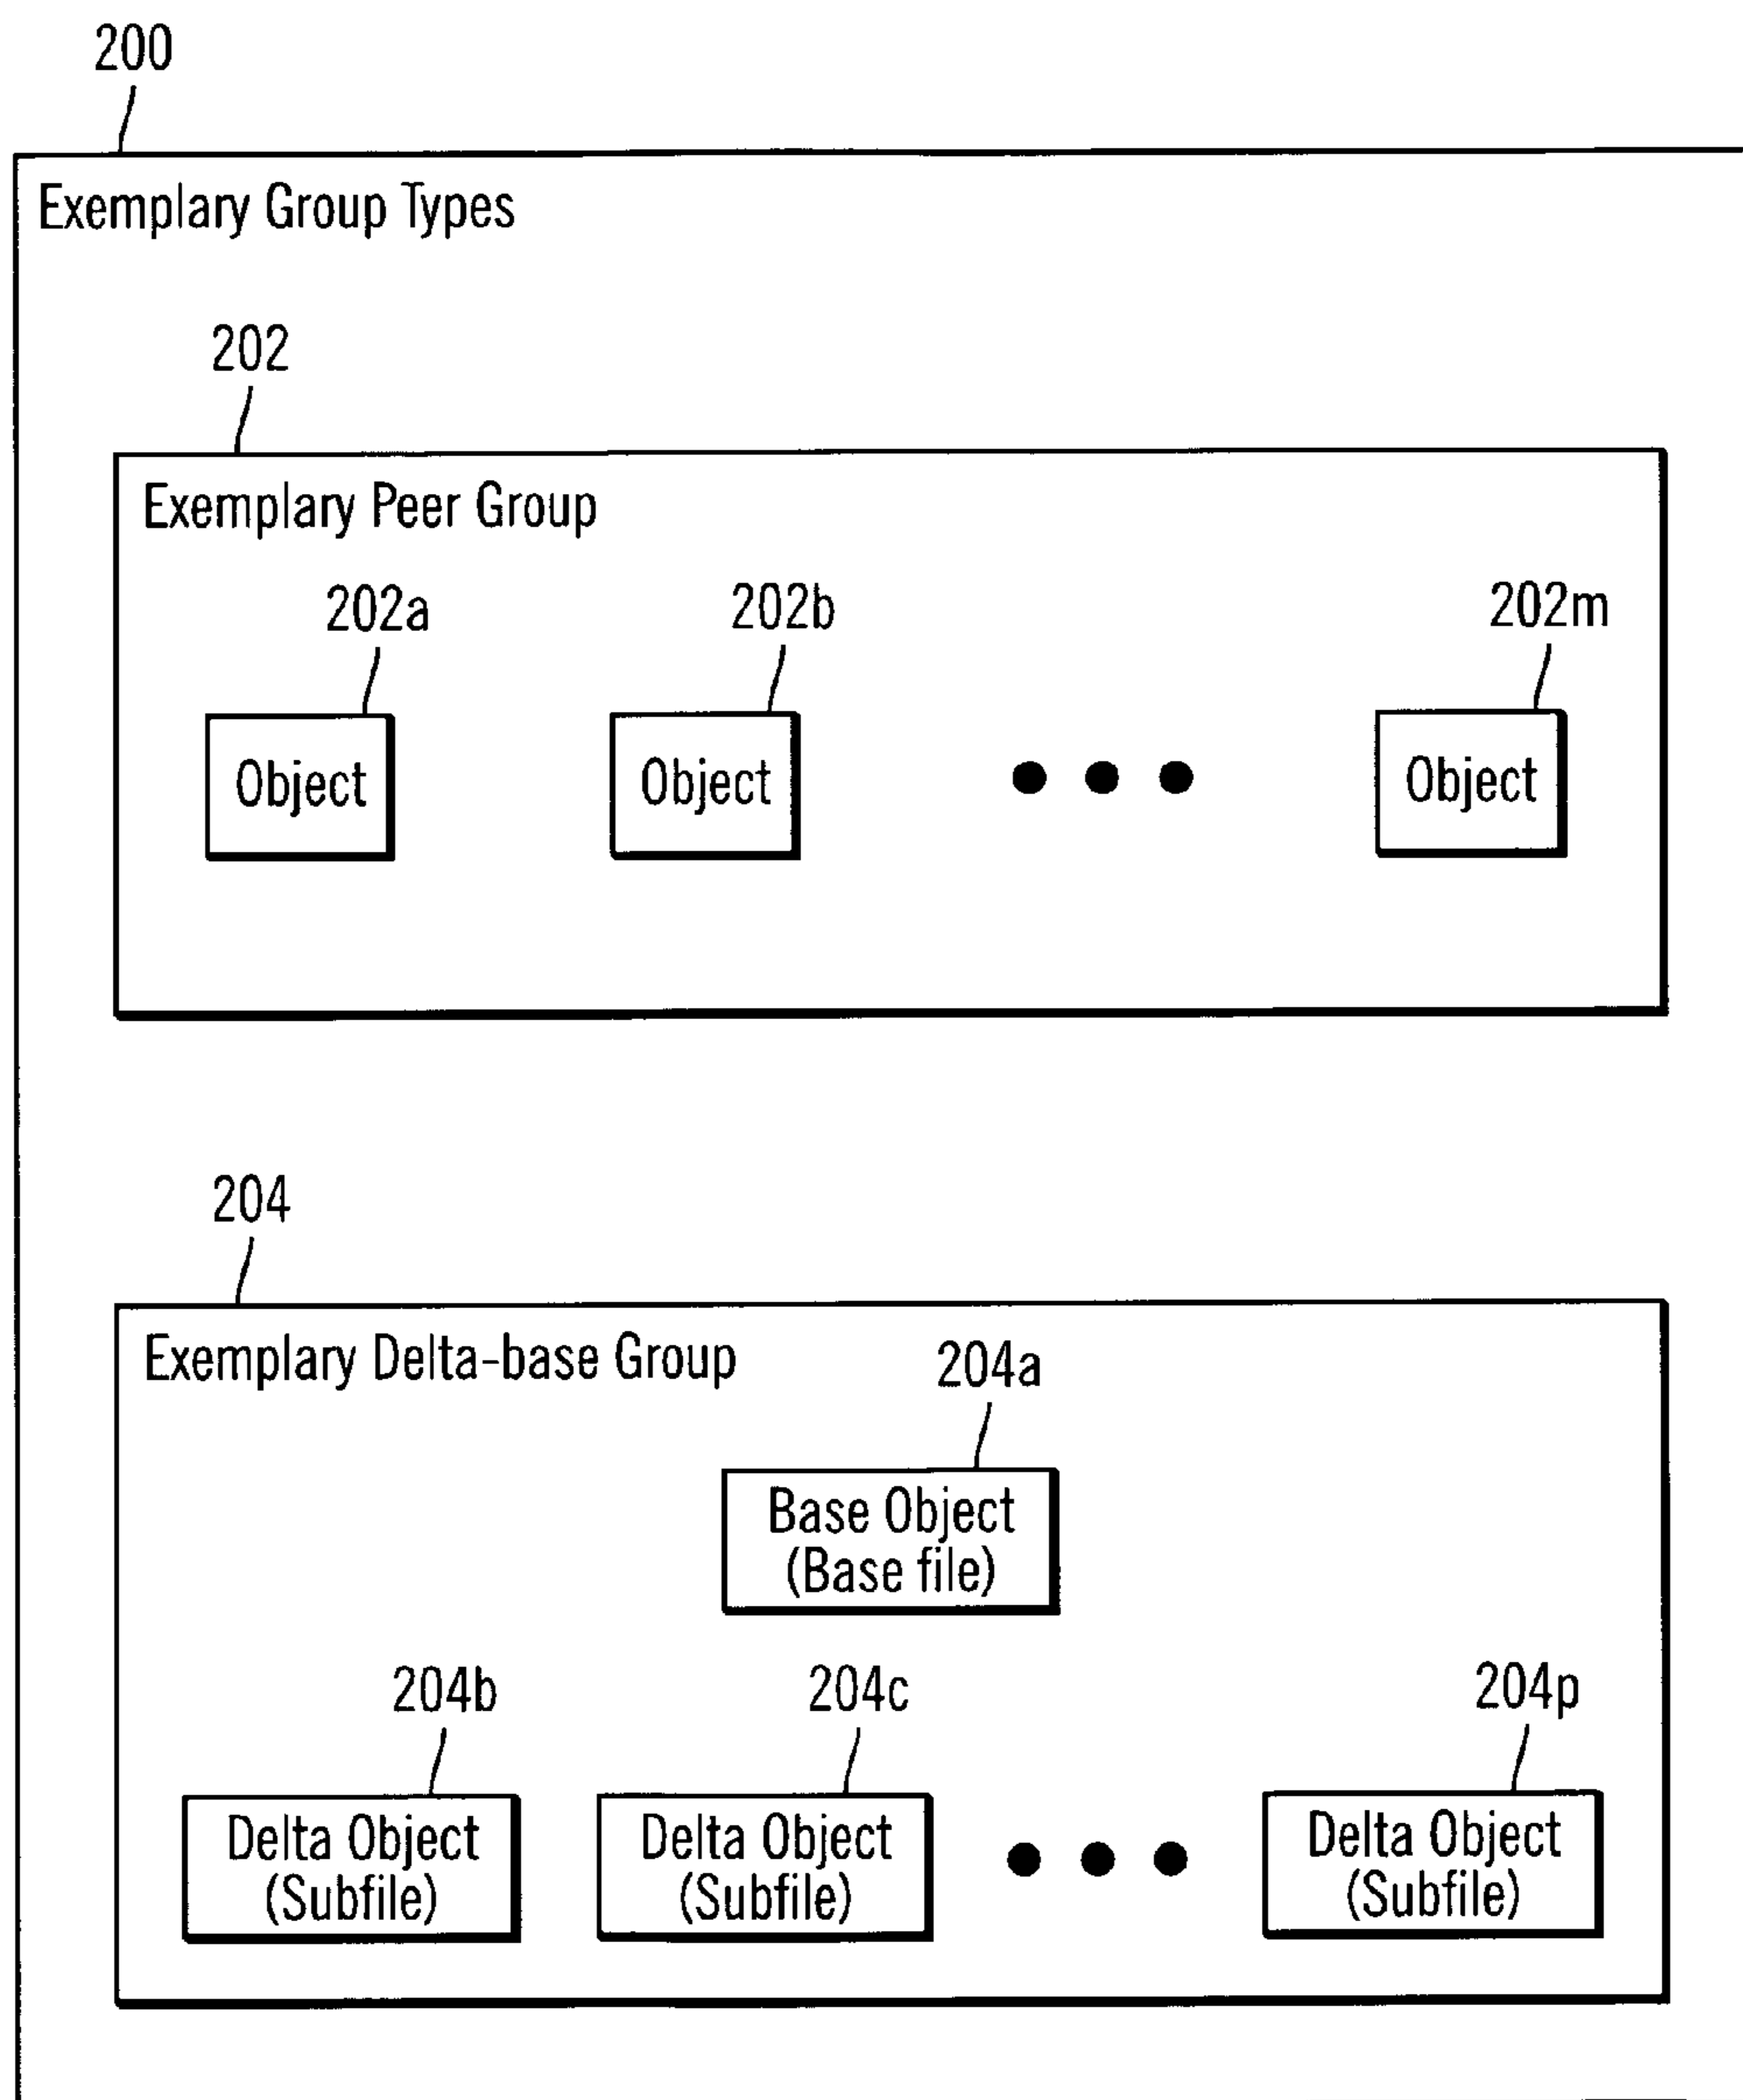 200
Exemplary Group Types
202
Exemplary Peer Group
202a
202b
202m
Object
Object
Object
204
Exemplary Delta-base Group
204a
Base Object
(Base file)
204b
204c
204p
Delta Object
(Subfile)
Delta Object
(Subfile)
Delta Object
(Subfile)